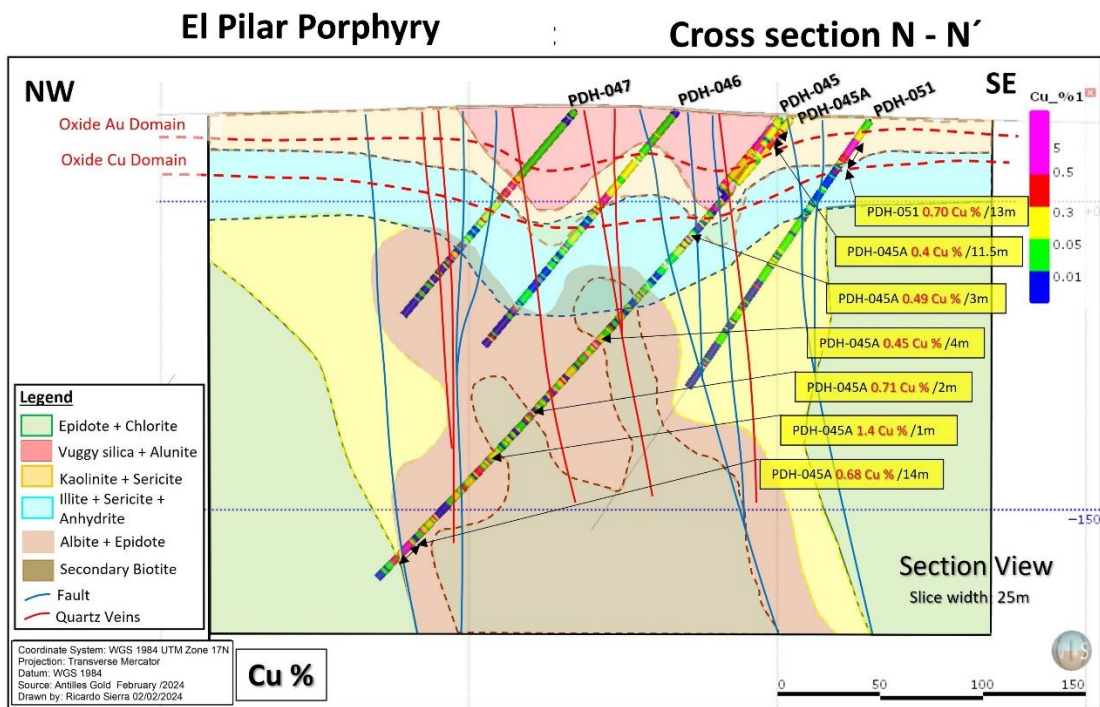 El Pilar Porphyry
:
Cross section N - N´
NW
SE
PDH-047
PDH-046
PDH-045
PDH-045A
PDH-051
Cu_%1
5
0.5
0.3
0.05
0.01
Oxide Au Domain
Oxide Cu Domain
PDH-051 0.70 Cu % /13m
PDH-045A 0.4 Cu % /11.5m
PDH-045A 0.49 Cu % /3m
PDH-045A 0.45 Cu % /4m
PDH-045A 0.71 Cu % /2m
PDH-045A 1.4 Cu % /1m
PDH-045A 0.68 Cu % /14m
+0
−150
Legend
Epidote + Chlorite
Vuggy silica + Alunite
Kaolinite + Sericite
Illite + Sericite +
Anhydrite
Albite + Epidote
Secondary Biotite
Fault
Quartz Veins
Section View
Slice width: 25m
Coordinate System: WGS 1984 UTM Zone 17N
Projection: Transverse Mercator
Datum: WGS 1984
Source: Antilles Gold February /2024
Drawn by: Ricardo Sierra 02/02/2024
Cu %
0 50 100 150